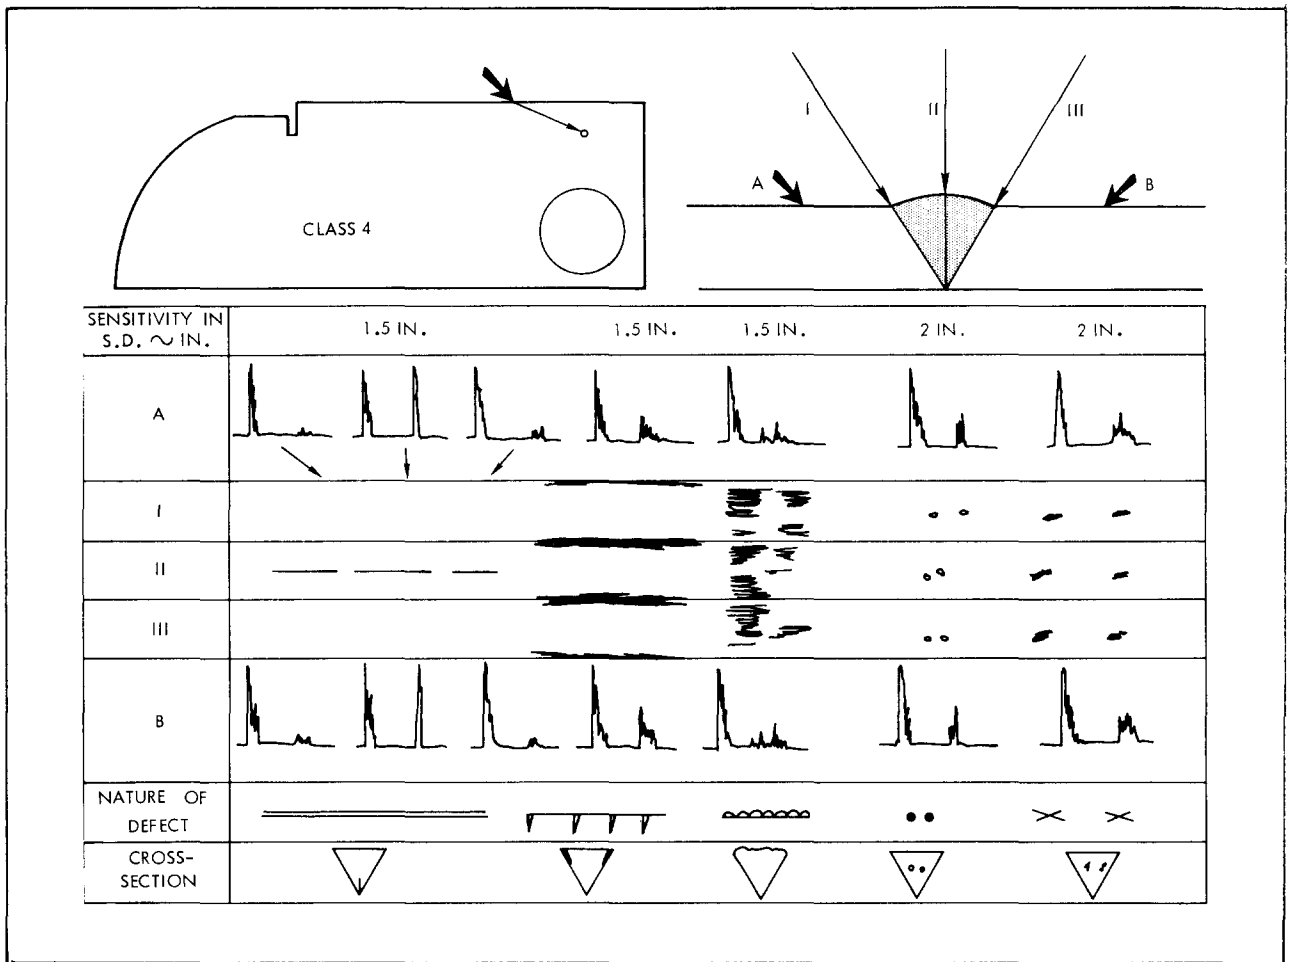 I
II
III
A
B
CLASS 4
SENSITIVITY IN
S.D. ∼ IN.
1.5 IN.
1.5 IN.
1.5 IN.
2 IN.
2 IN.
A
I
II
III
B
NATURE OF
DEFECT
CROSS-
SECTION